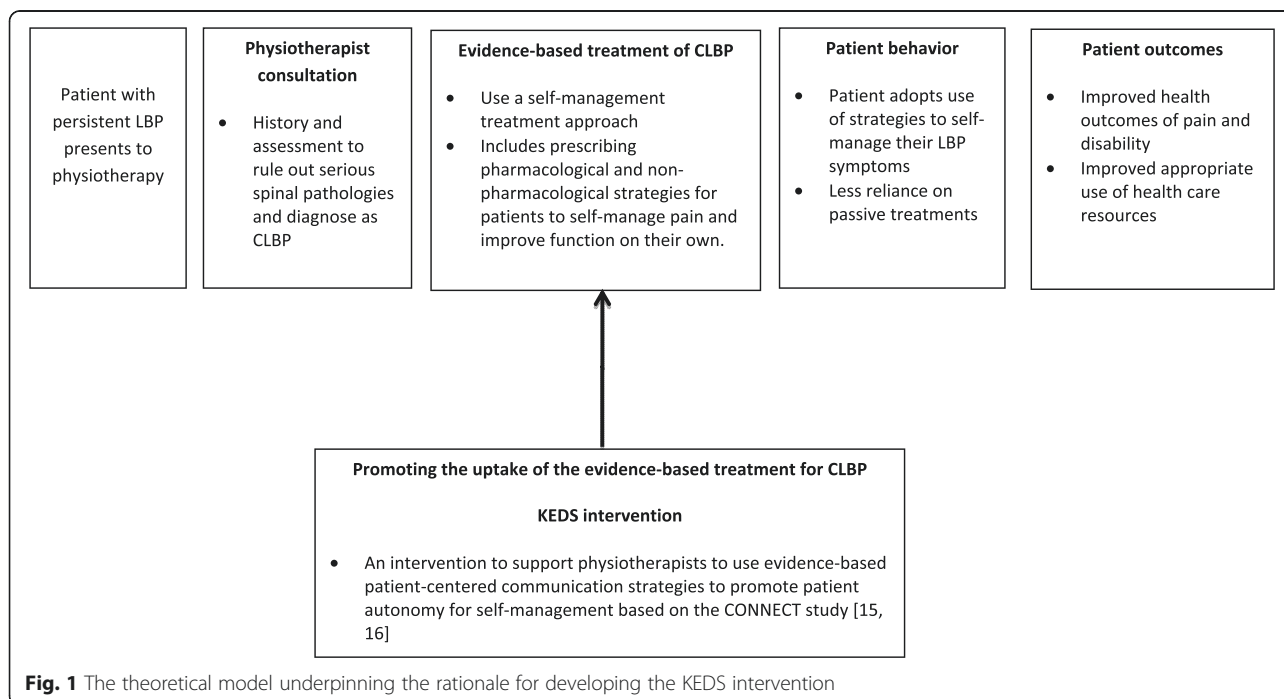 Patient with
persistent LBP
presents to
physiotherapy
Physiotherapist
consultation
• History and
assessment to
rule out serious
spinal pathologies
and diagnose as
CLBP
Evidence-based treatment of CLBP
• Use a self-management
treatment approach
• Includes prescribing
pharmacological and non-
pharmacological strategies for
patients to self-manage pain and
improve function on their own.
Patient behavior
• Patient adopts use
of strategies to self-
manage their LBP
symptoms
• Less reliance on
passive treatments
Patient outcomes
• Improved health
outcomes of pain and
disability
• Improved appropriate
use of health care
resources
Promoting the uptake of the evidence-based treatment for CLBP
KEDS intervention
• An intervention to support physiotherapists to use evidence-based
patient-centered communication strategies to promote patient
autonomy for self-management based on the CONNECT study [15,
16]
Fig. 1 The theoretical model underpinning the rationale for developing the KEDS intervention